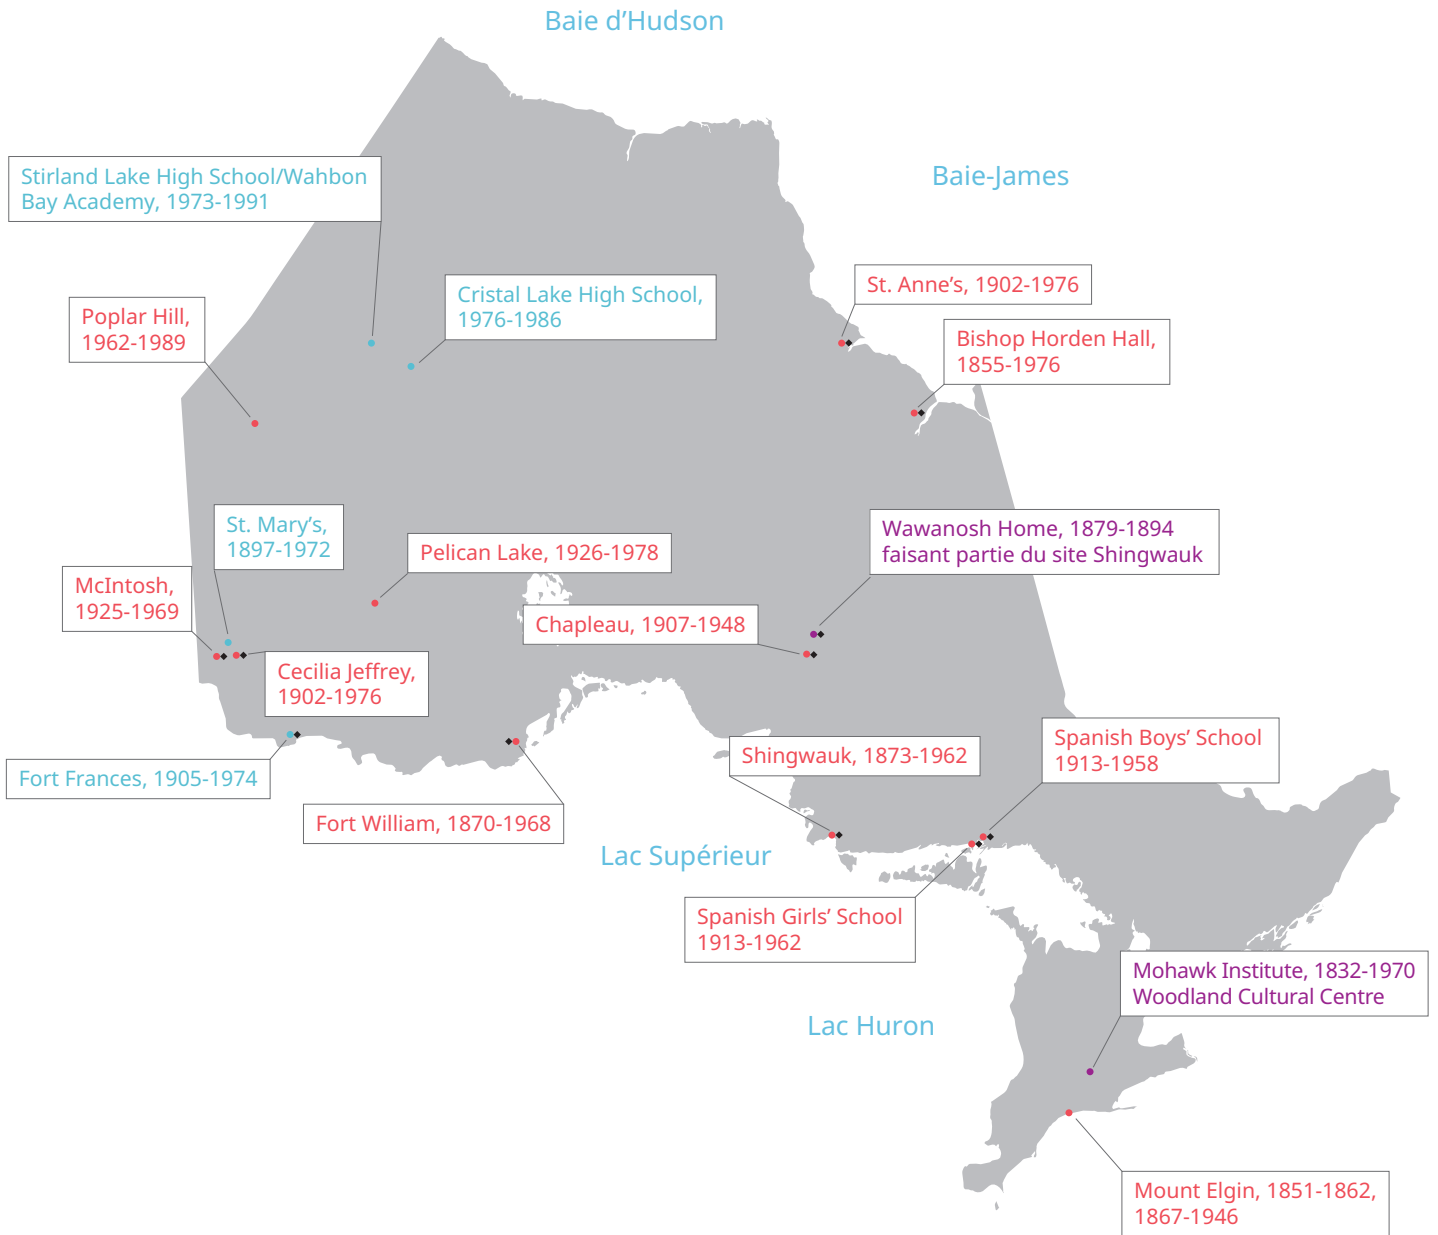 Baie d’Hudson
Baie-James
Stirland Lake High School/Wahbon
Bay Academy, 1973-1991
St. Anne’s, 1902-1976
Cristal Lake High School,
1976-1986
Poplar Hill,
1962-1989
Bishop Horden Hall,
1855-1976
St. Mary’s,
1897-1972
Wawanosh Home, 1879-1894
faisant partie du site Shingwauk
Pelican Lake, 1926-1978
McIntosh,
1925-1969
Chapleau, 1907-1948
Cecilia Jeffrey,
1902-1976
Spanish Boys’ School
1913-1958
Shingwauk, 1873-1962
Fort Frances, 1905-1974
Fort William, 1870-1968
Lac Supérieur
Spanish Girls’ School
1913-1962
Mohawk Institute, 1832-1970
Woodland Cultural Centre
Lac Huron
Mount Elgin, 1851-1862,
1867-1946